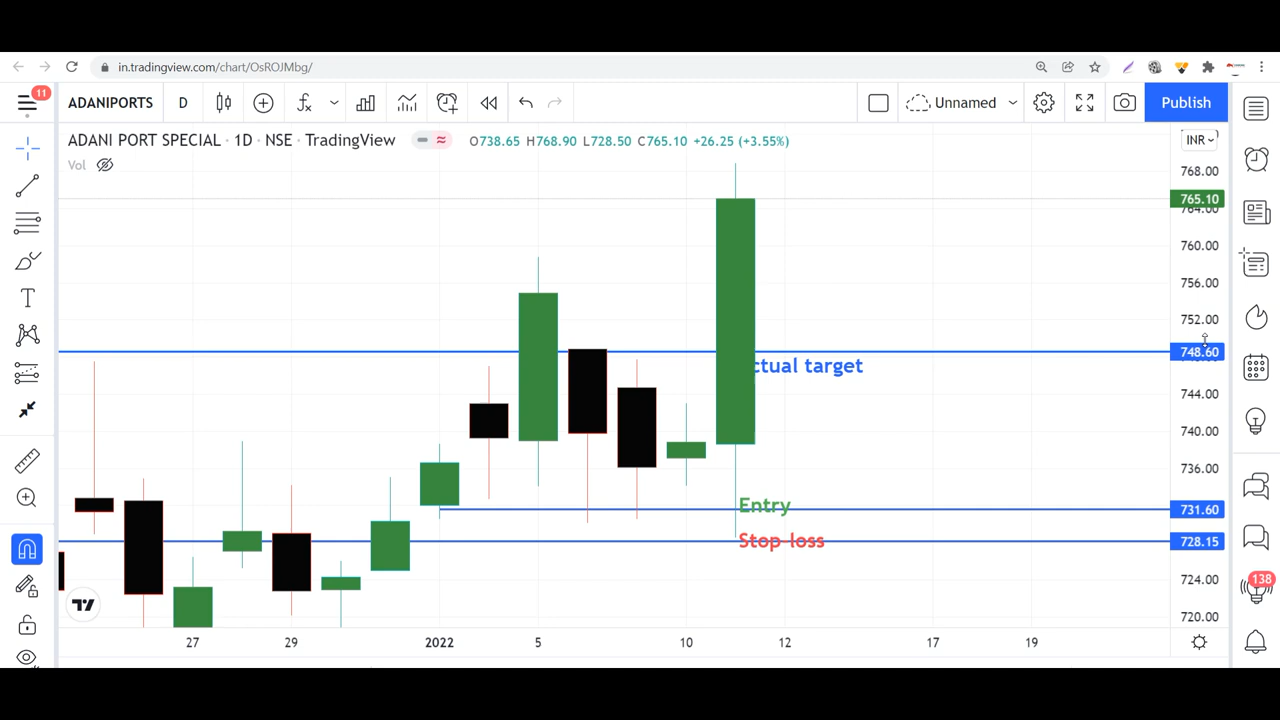 in.tradingview.com/chart/OsROJMbg/
11
ADANIPORTS D Unnamed Publish
ADANI PORT SPECIAL · 1D · NSE · TradingView O738.65 H768.90 L728.50 C765.10 +26.25 (+3.55%) INR
Vol
768.00
765.10
764.00
760.00
756.00
752.00
748.60
ctual target
744.00
740.00
736.00
Entry
731.60
Stop-loss
728.15
724.00
138
720.00
27 29 2022 5 10 12 17 19